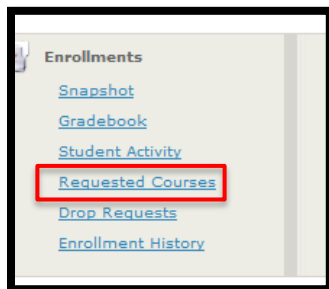 Enrollments
Snapshot
Gradebook
Student Activity
Requested Courses
Drop Requests
Enrollment History